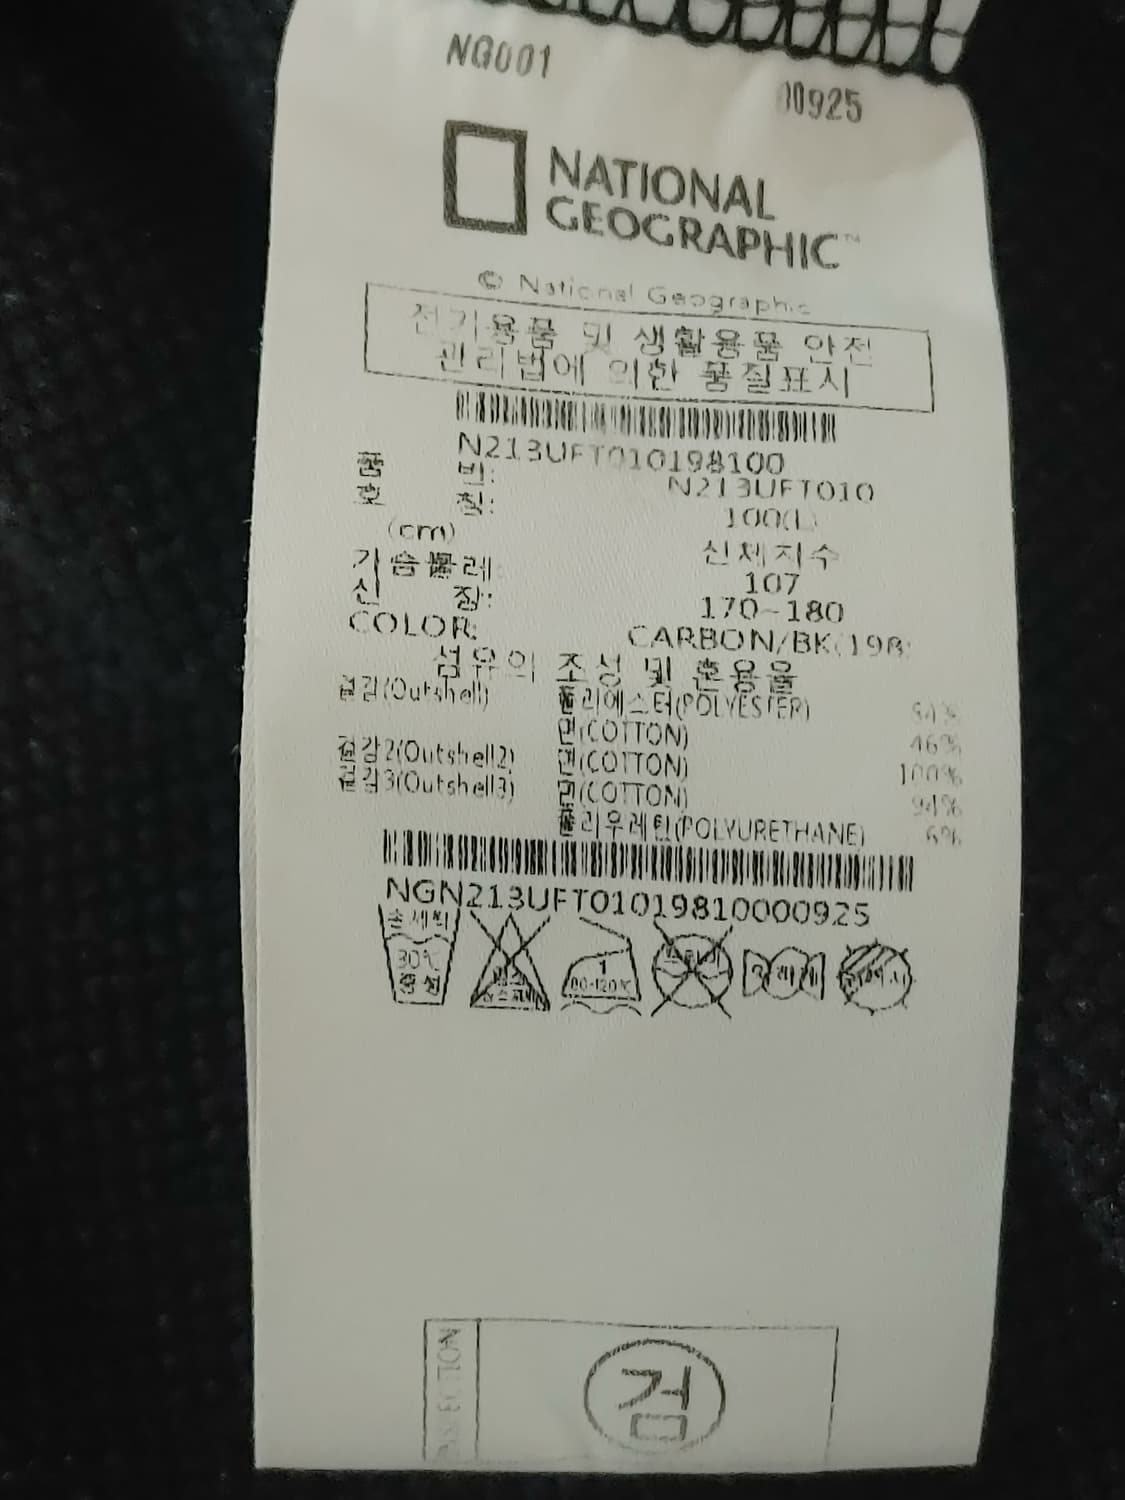 NG001
00925
NATIONAL
GEOGRAPHIC™
© National Geographic
전기용품 및 생활용품 안전
관리법에 의한 품질표시
N213UFT010198100
품 번: N213UFT010
호 칭: 100(L)
(cm) 신체치수
가슴둘레: 107
신 장: 170~180
COLOR: CARBON/BK(198)
섬유의 조성 및 혼용율
겉감(Outshell) 폴리에스터(POLYESTER) 54%
면(COTTON) 46%
겉감2(Outshell2) 면(COTTON) 100%
겉감3(Outshell3) 면(COTTON) 94%
폴리우레탄(POLYURETHANE) 6%
NGN213UFT01019810000925
손세탁
30℃
중성
1
INSPECTION
검